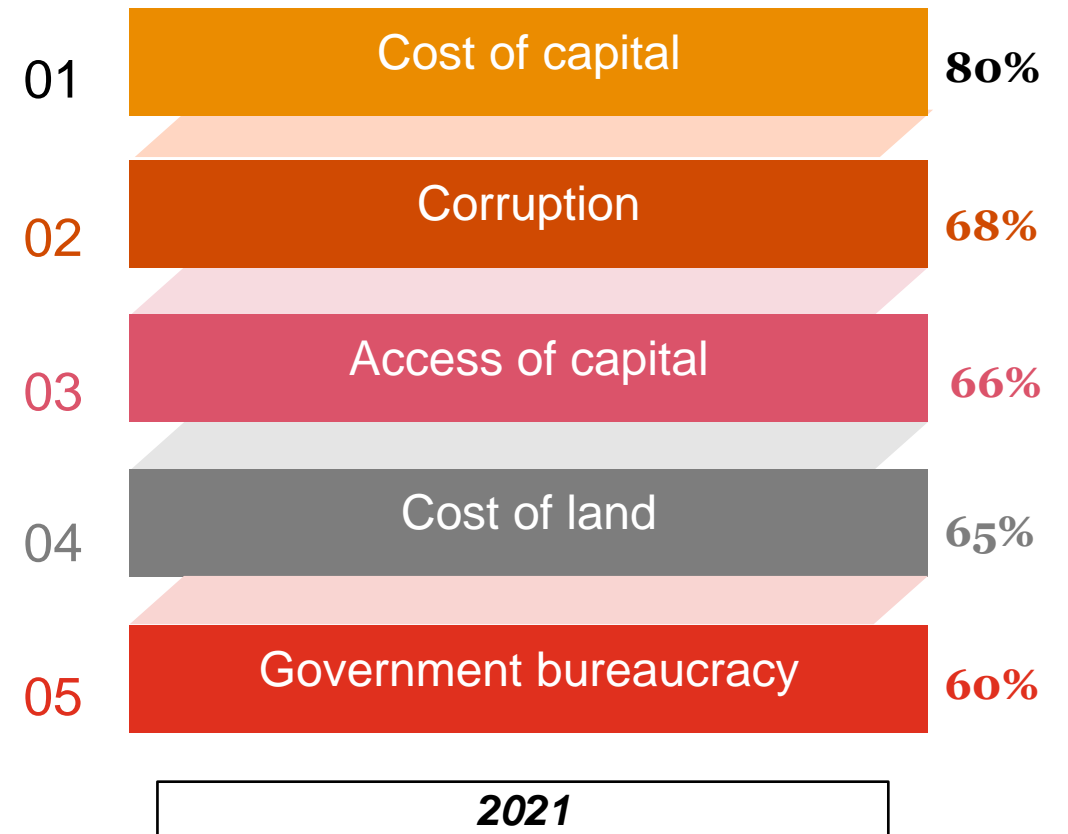 01 Cost of capital 80%
02 Corruption 68%
03 Access of capital 66%
04 Cost of land 65%
05 Government bureaucracy 60%
2021